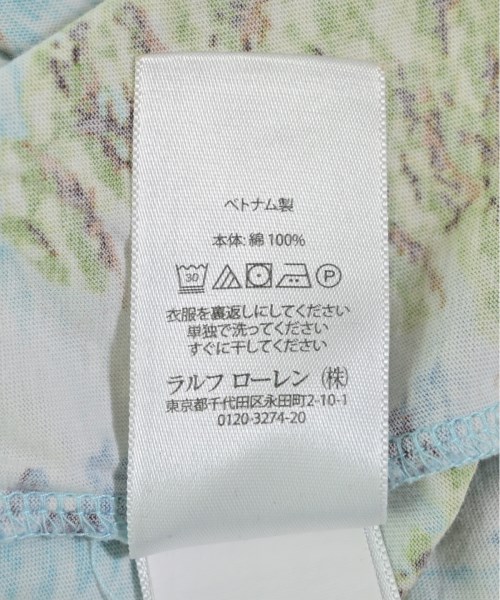 ベトナム製
本体: 綿 100%
30 P
衣服を裏返しにしてください
単独で洗ってください
すぐに干してください
ラルフ ローレン (株)
東京都千代田区永田町2-10-1
0120-3274-20